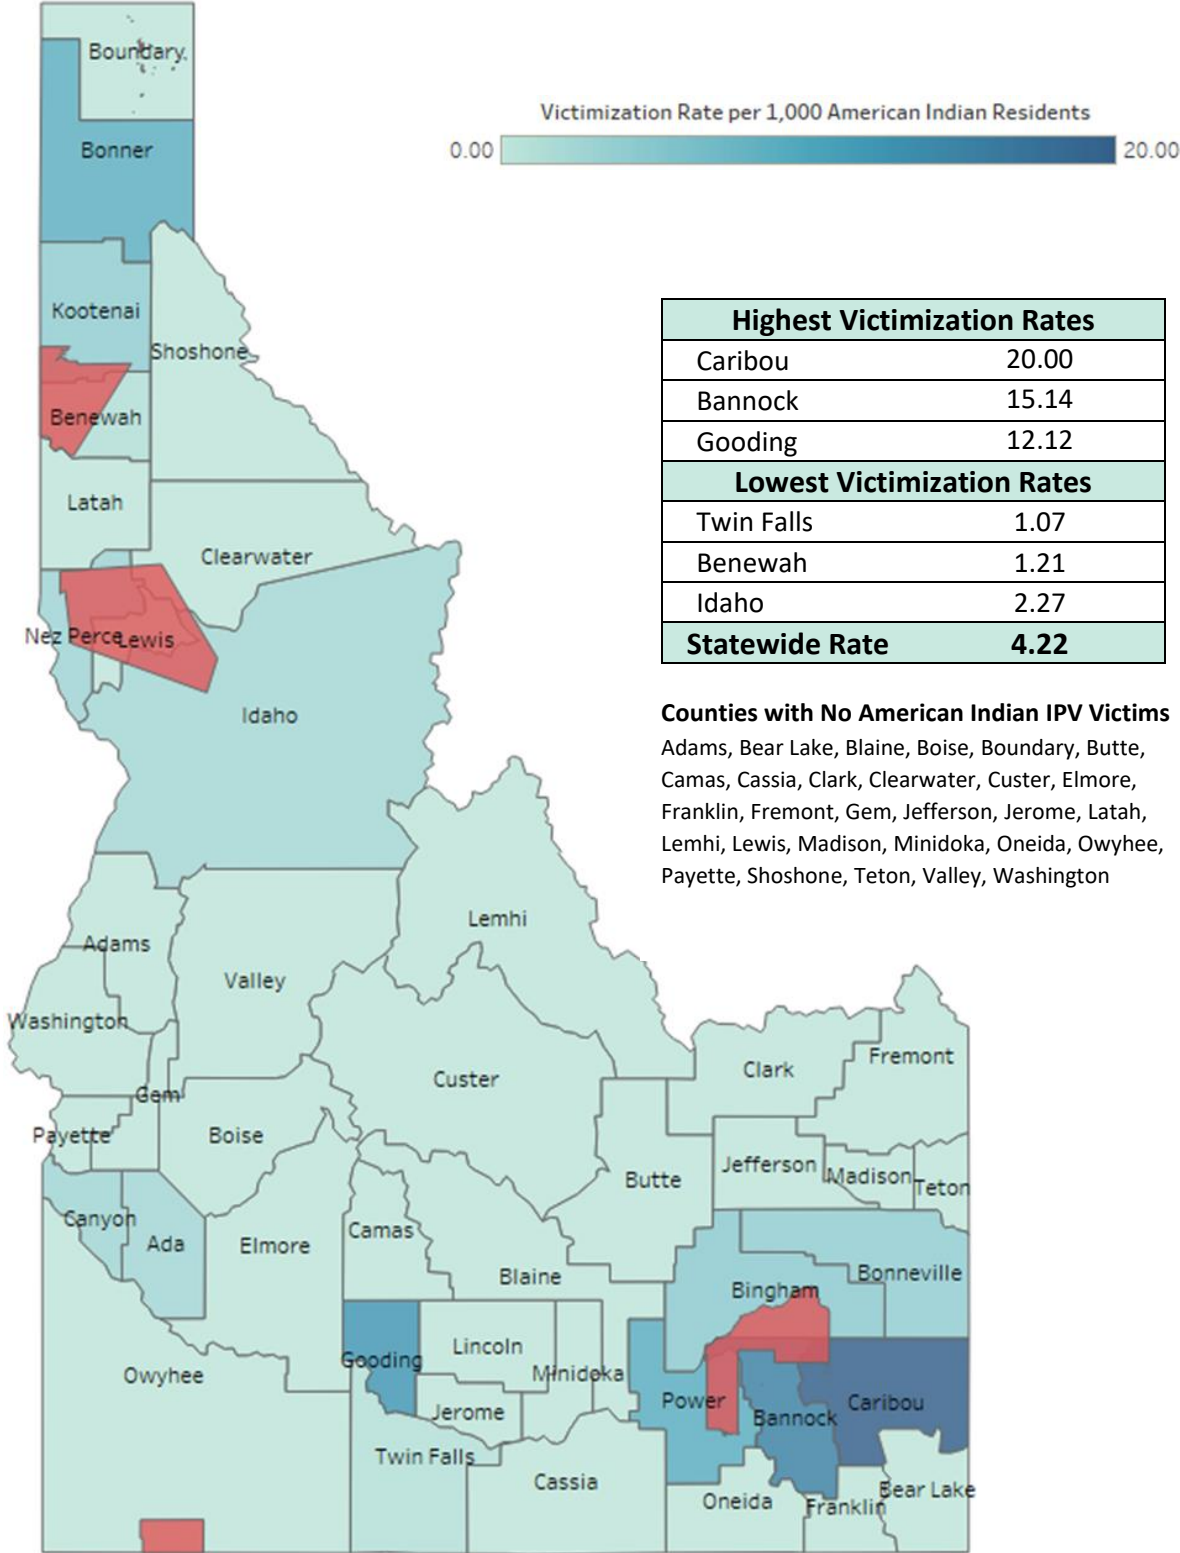 Boundary
Victimization Rate per 1,000 American Indian Residents
0.00
20.00
Bonner
Kootenai
Shoshone
Benewah
Latah
Clearwater
Nez Perce
Lewis
Idaho
Highest Victimization Rates
Caribou 20.00
Bannock 15.14
Gooding 12.12
Lowest Victimization Rates
Twin Falls 1.07
Benewah 1.21
Idaho 2.27
Statewide Rate 4.22
Counties with No American Indian IPV Victims
Adams, Bear Lake, Blaine, Boise, Boundary, Butte,
Camas, Cassia, Clark, Clearwater, Custer, Elmore,
Franklin, Fremont, Gem, Jefferson, Jerome, Latah,
Lemhi, Lewis, Madison, Minidoka, Oneida, Owyhee,
Payette, Shoshone, Teton, Valley, Washington
Lemhi
Adams
Valley
Washington
Fremont
Clark
Custer
Gem
Payette
Boise
Jefferson
Madison
Teton
Butte
Canyon
Ada
Elmore
Camas
Blaine
Bonneville
Bingham
Gooding
Lincoln
Minidoka
Owyhee
Power
Caribou
Jerome
Bannock
Twin Falls
Cassia
Oneida
Franklin
Bear Lake